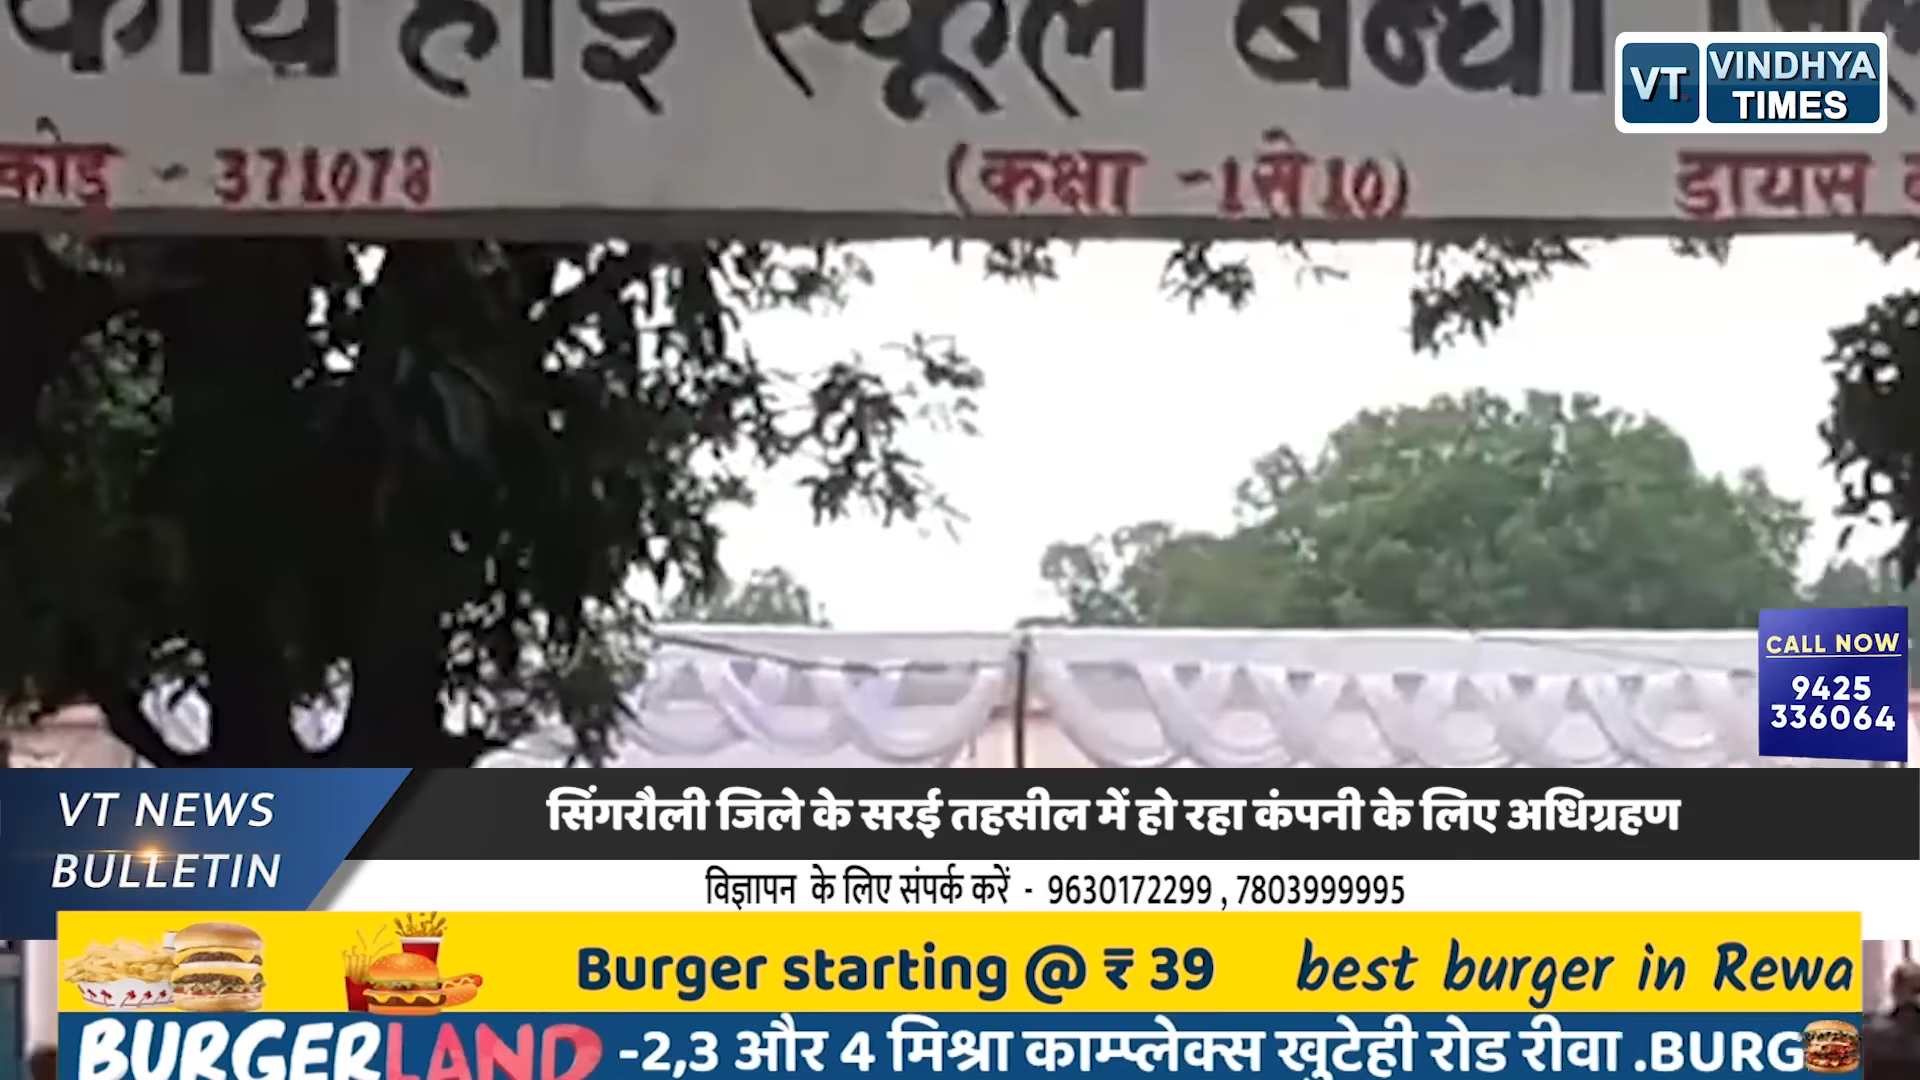 हाई स्कूल बन्धा
VT VINDHYA
TIMES
कोड - 371078 (कक्षा -1से10) डायस
CALL NOW
9425
336064
VT NEWS
BULLETIN
सिंगरौली जिले के सरई तहसील में हो रहा कंपनी के लिए अधिग्रहण
विज्ञापन के लिए संपर्क करें - 9630172299 , 7803999995
Burger starting @ ₹ 39 best burger in Rewa
BURGERLAND -2,3 और 4 मिश्रा काम्प्लेक्स खुटेही रोड रीवा .BURG